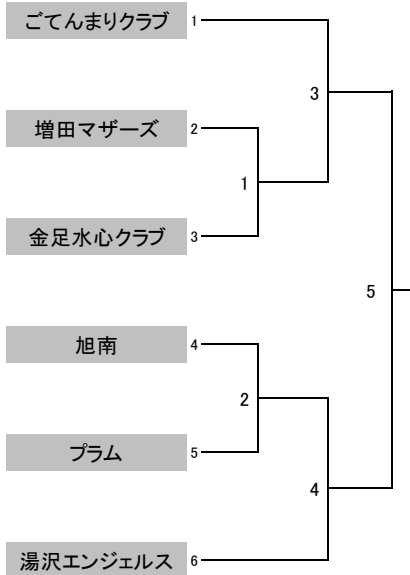 ごてんまりクラブ 1
3
増田マザーズ 2
1
金足水心クラブ 3
5
旭南 4
2
プラム 5
4
湯沢エンジェルス 6